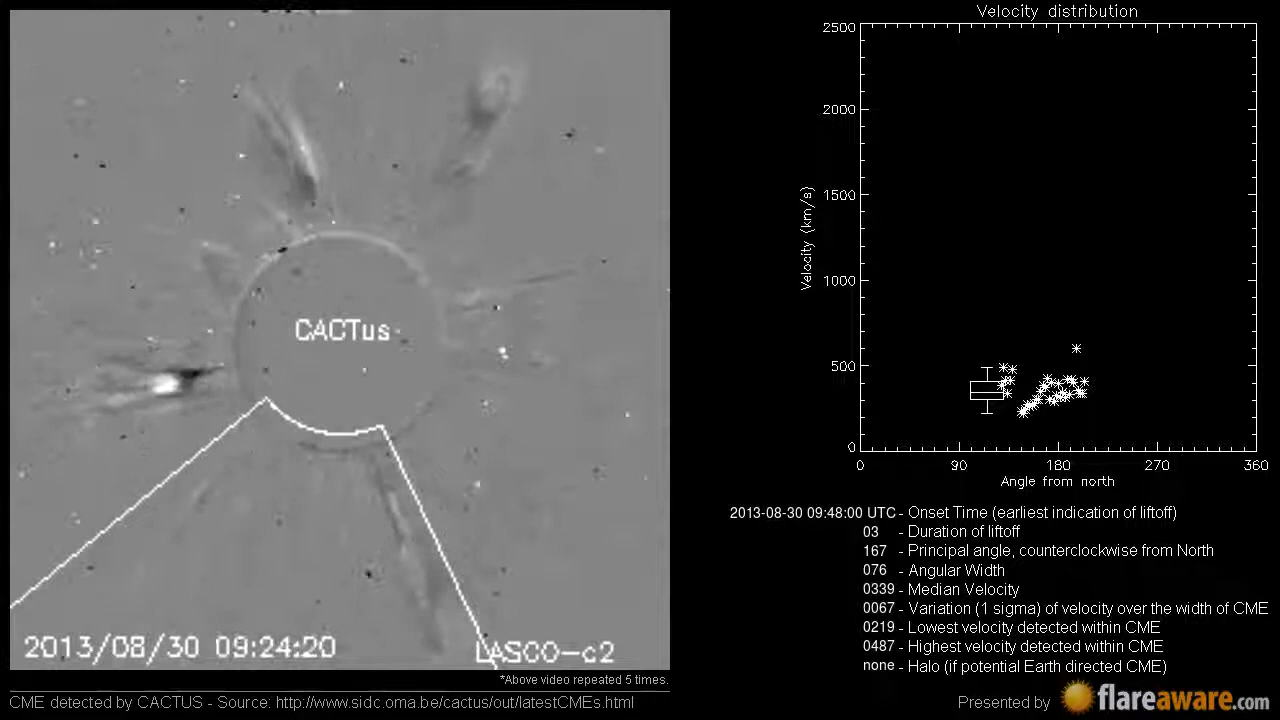 CACTus
2013/08/30 09:24:20
LASCO-c2
*Above video repeated 5 times.
CME detected by CACTUS - Source: http://www.sidc.oma.be/cactus/out/latestCMEs.html
Velocity distribution
2500
2000
1500
1000
500
0
Velocity (km/s)
0 90 180 270 360
Angle from north
2013-08-30 09:48:00 UTC - Onset Time (earliest indication of liftoff)
03 - Duration of liftoff
167 - Principal angle, counterclockwise from North
076 - Angular Width
0339 - Median Velocity
0067 - Variation (1 sigma) of velocity over the width of CME
0219 - Lowest velocity detected within CME
0487 - Highest velocity detected within CME
none - Halo (if potential Earth directed CME)
Presented by flareaware.com